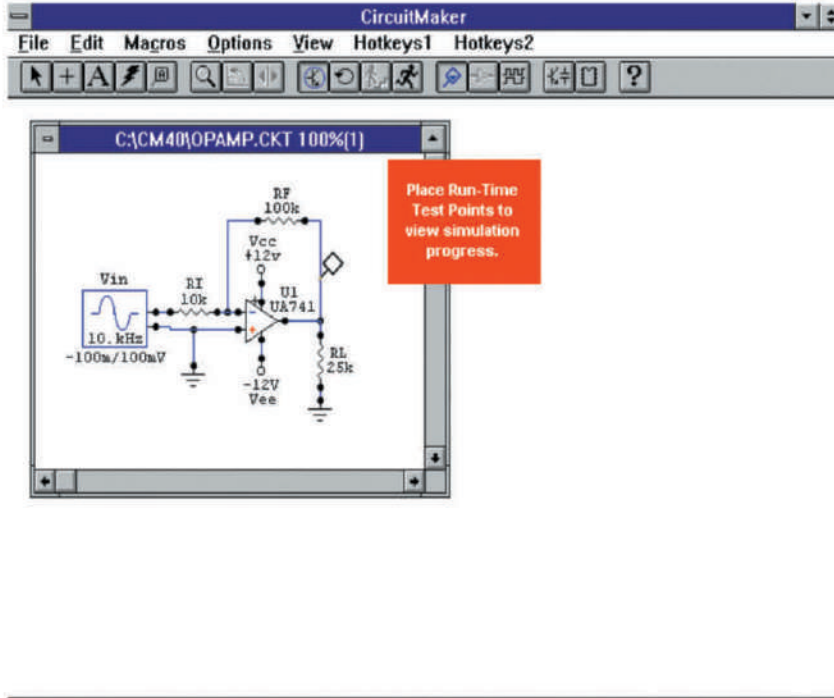 CircuitMaker
File Edit Macros Options View Hotkeys1 Hotkeys2
A ?
C:\CM40\OPAMP.CKT 100%(1)
Place Run-Time
Test Points to
view simulation
progress.
RF
100k
Vcc
+12v
Vin
RI
10k
U1
UA741
10.kHz
-100m/100mV
RL
25k
-12V
Vee